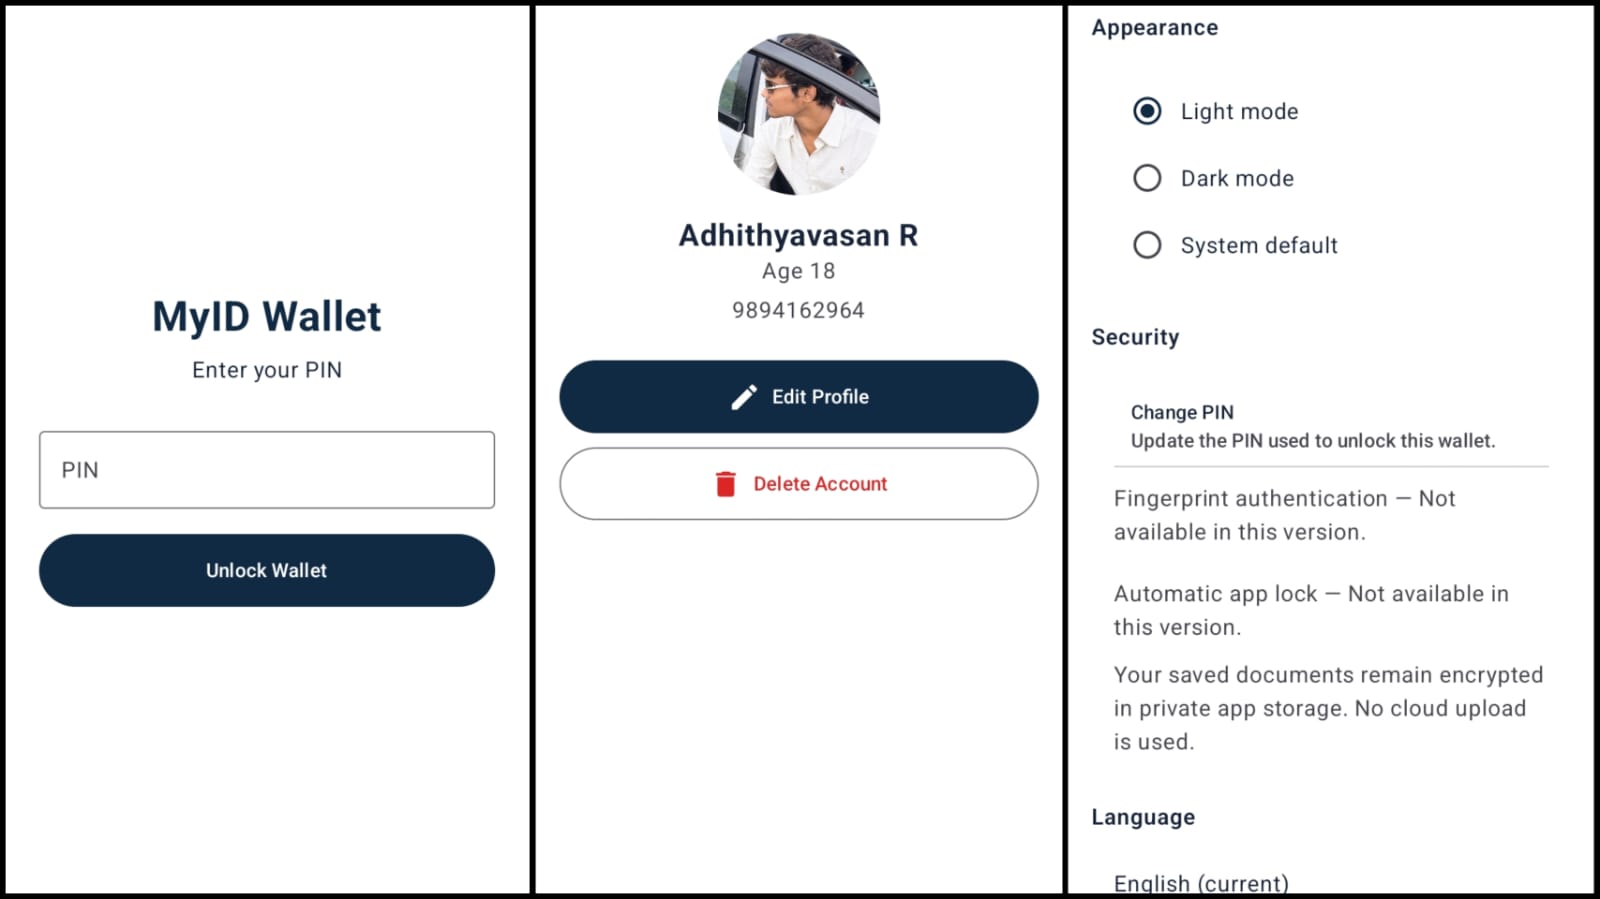 MyID Wallet
Enter your PIN
PIN
Unlock Wallet
Adhithyavasan R
Age 18
9894162964
Edit Profile
Delete Account
Appearance
Light mode
Dark mode
System default
Security
Change PIN
Update the PIN used to unlock this wallet.
Fingerprint authentication — Not
available in this version.
Automatic app lock — Not available in
this version.
Your saved documents remain encrypted
in private app storage. No cloud upload
is used.
Language
English (current)